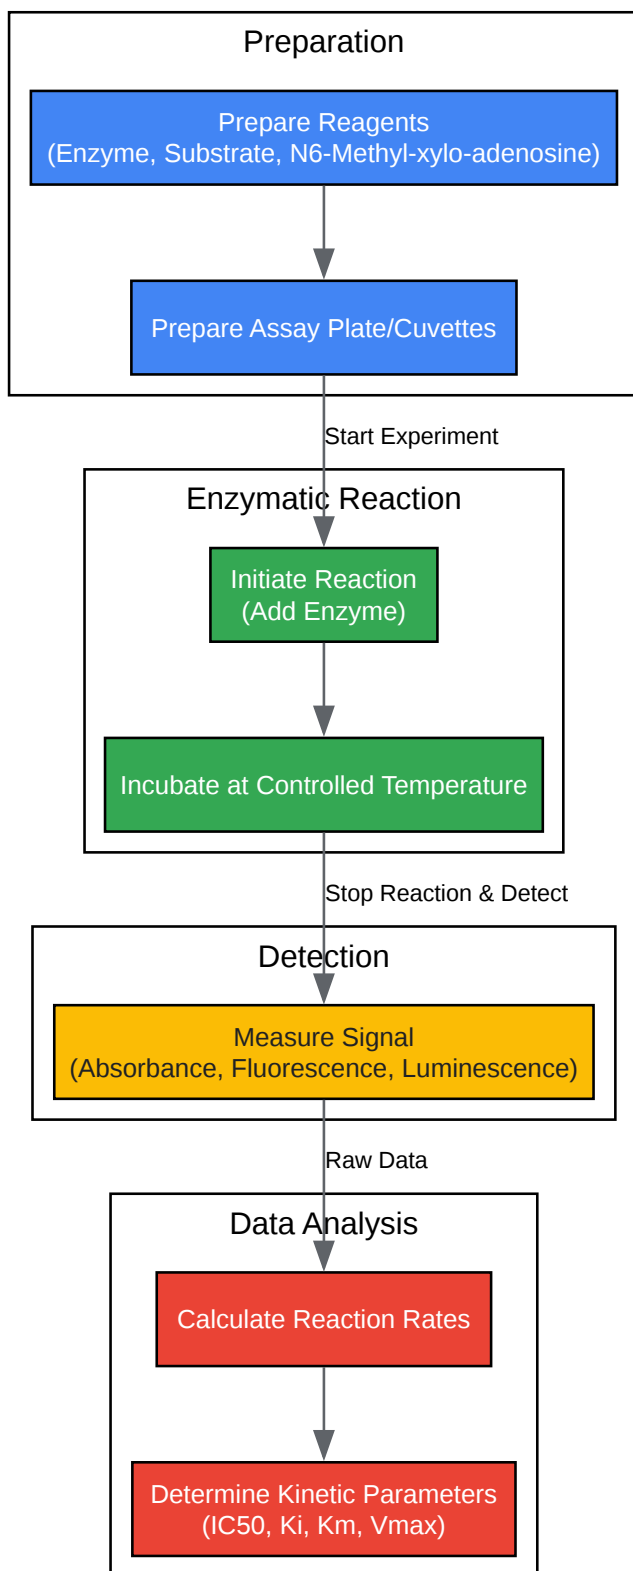 Preparation
Prepare Reagents
(Enzyme, Substrate, N6-Methyl-xylo-adenosine)
Prepare Assay Plate/Cuvettes
Start Experiment
Enzymatic Reaction
Initiate Reaction
(Add Enzyme)
Incubate at Controlled Temperature
Stop Reaction & Detect
Detection
Measure Signal
(Absorbance, Fluorescence, Luminescence)
Raw Data
Data Analysis
Calculate Reaction Rates
Determine Kinetic Parameters
(IC50, Ki, Km, Vmax)